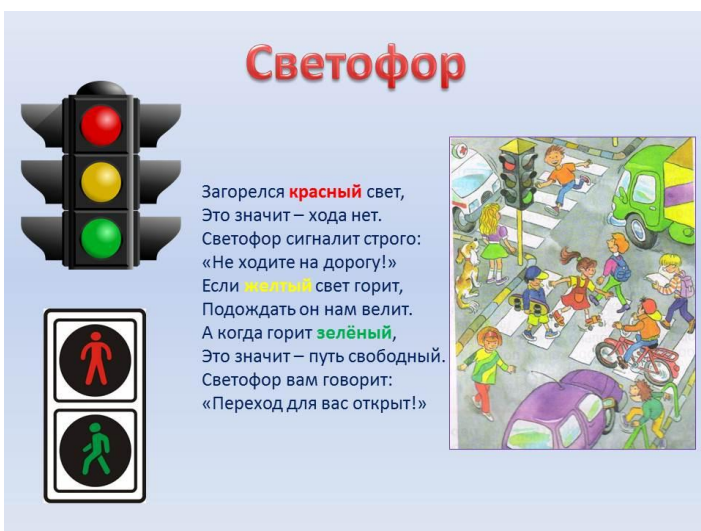 Светофор
Загорелся красный свет,
Это значит – хода нет.
Светофор сигналит строго:
«Не ходите на дорогу!»
Если желтый свет горит,
Подождать он нам велит.
А когда горит зелёный,
Это значит – путь свободный.
Светофор вам говорит:
«Переход для вас открыт!»